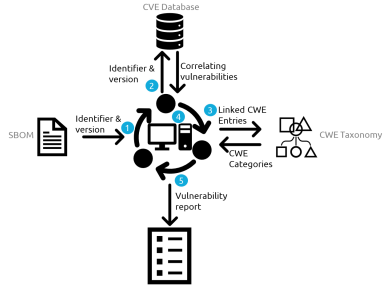 CVE Database
Identifier &
version
Correlating
vulnerabilities
2
3
Linked CWE
Entries
4
SBOM
Identifier &
version
1
CWE Taxonomy
CWE
Categories
5
Vulnerability
report